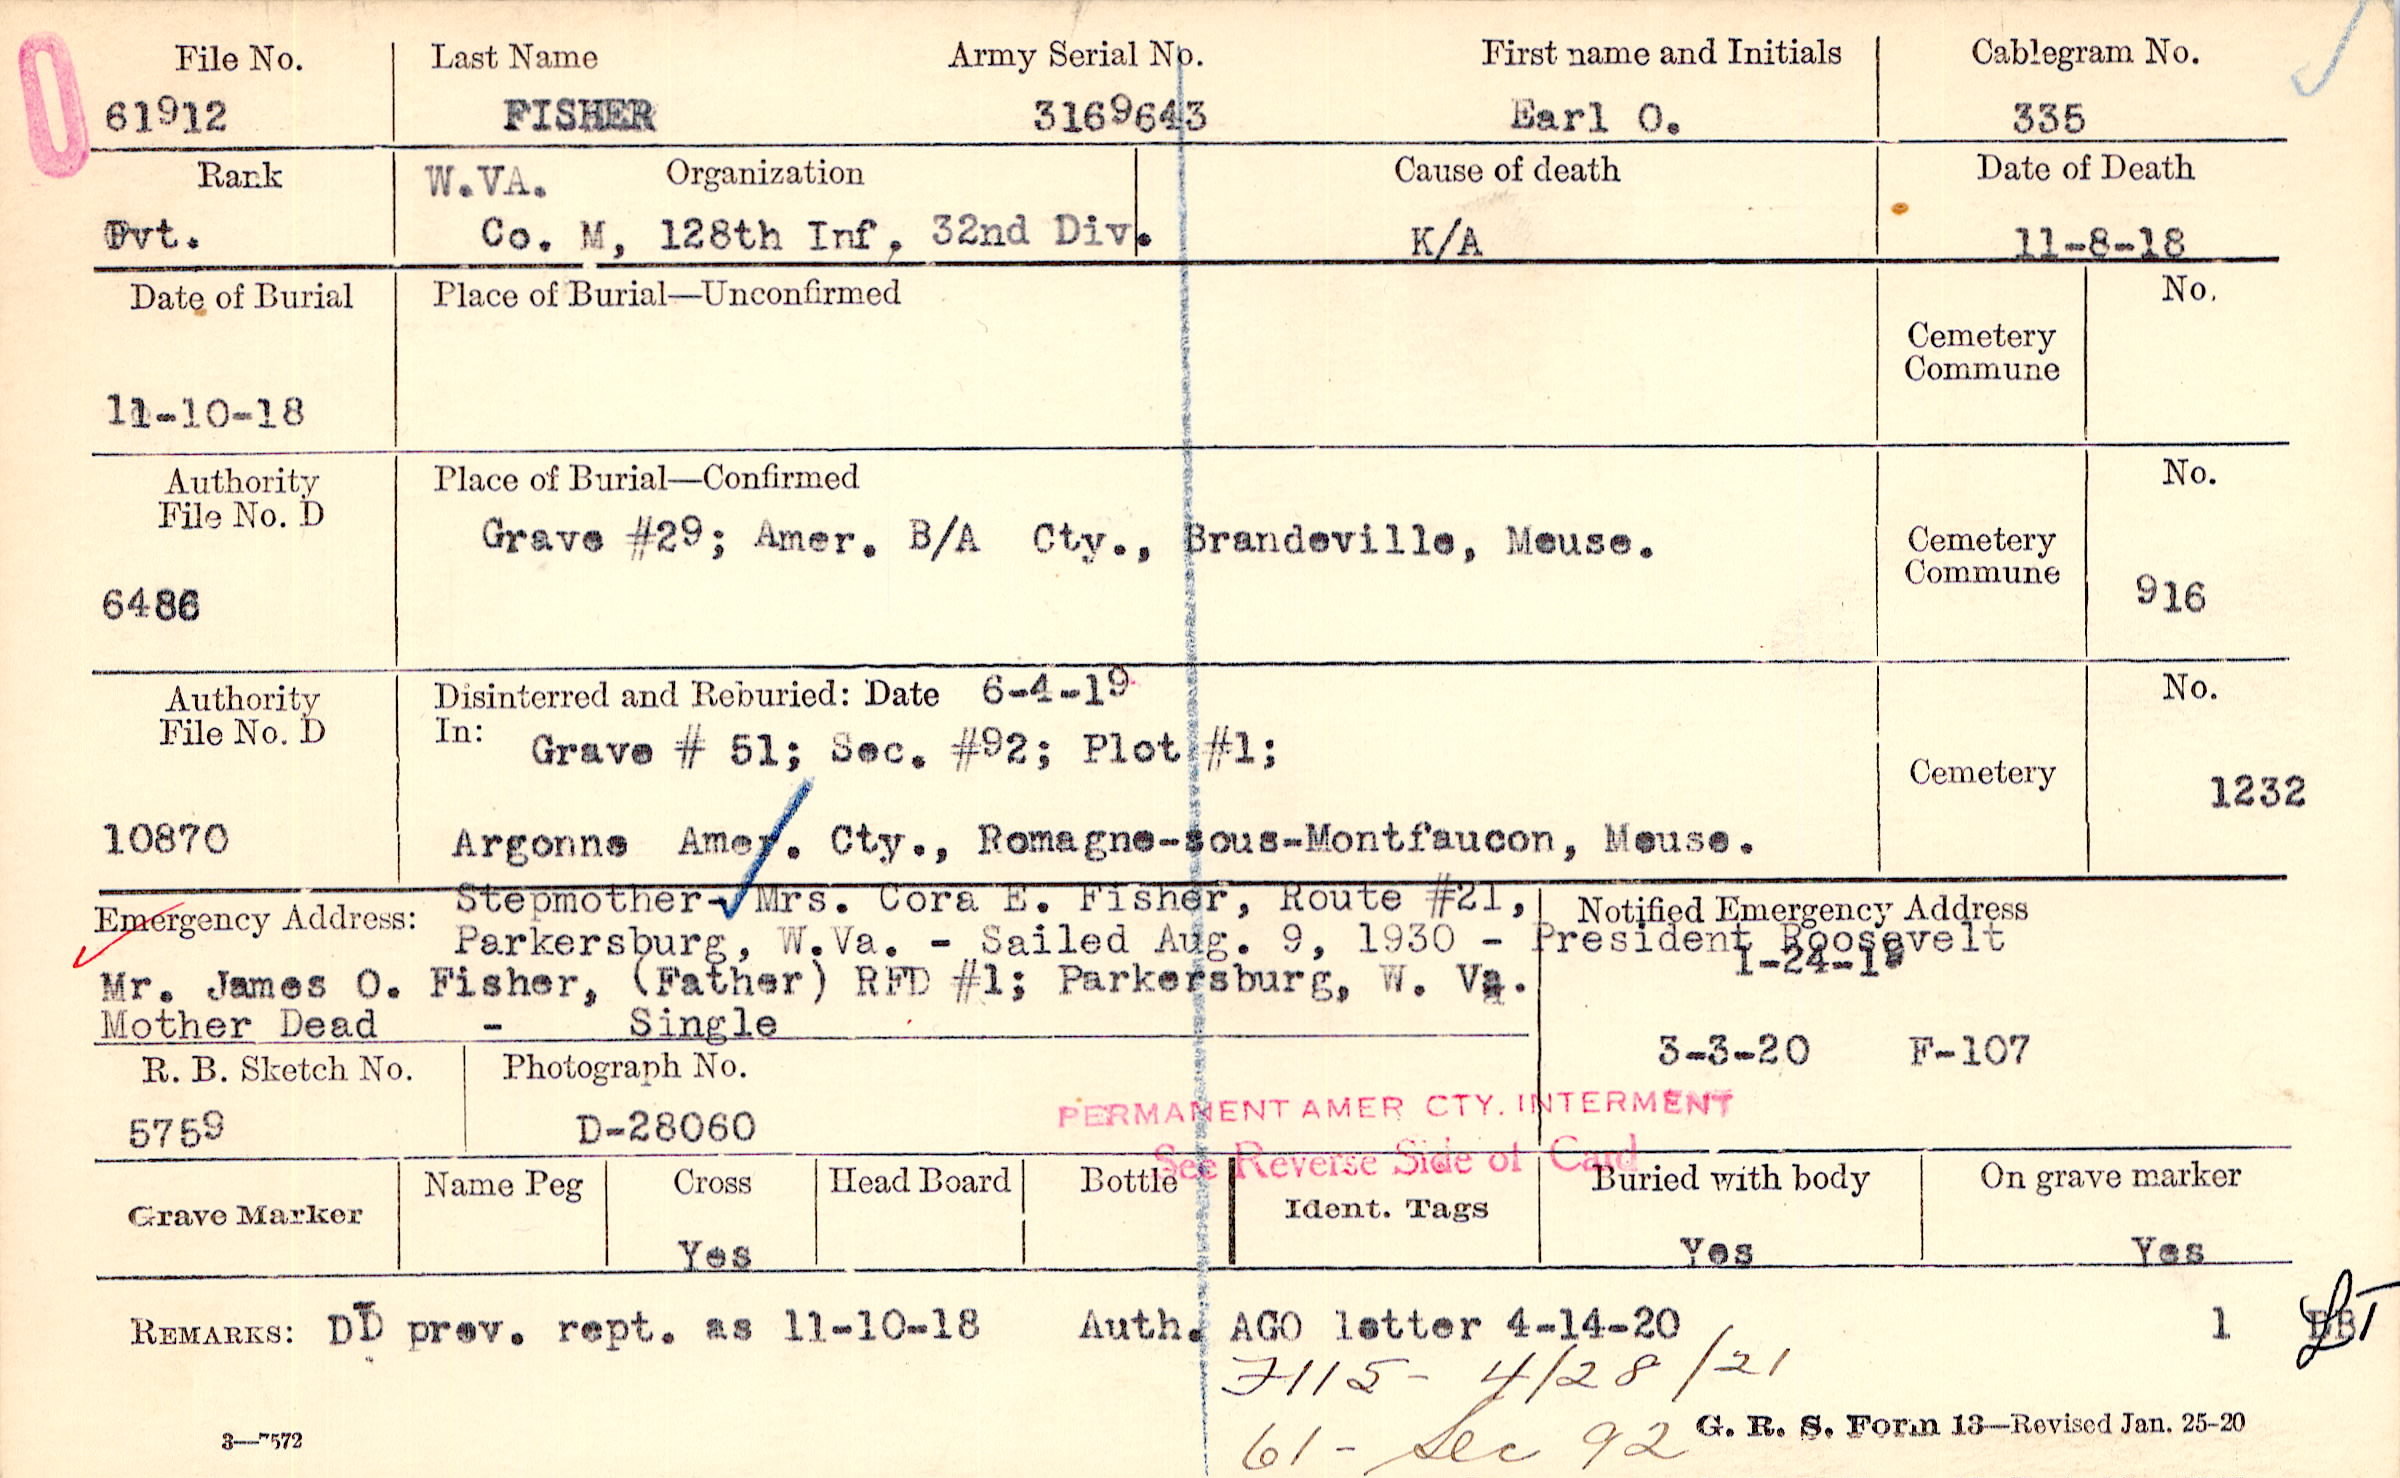 File No. Last Name Army Serial No. First name and Initials Cablegram No.
61912 FISHER 3169643 Earl O. 335
Rank W.VA. Organization Cause of death Date of Death
Pvt. Co. M, 128th Inf, 32nd Div. K/A 11-8-18
Date of Burial Place of Burial—Unconfirmed No.
Cemetery
Commune
11-10-18
Authority Place of Burial—Confirmed No.
File No. D
Grave #29; Amer. B/A Cty., Brandeville, Meuse. Cemetery
Commune
6486 916
Authority Disinterred and Reburied: Date 6-4-19 No.
File No. D In:
Grave # 51; Sec. #92; Plot #1;
Cemetery 1232
10870 Argonne Amer. Cty., Romagne-sous-Montfaucon, Meuse.
Stepmother- Mrs. Cora E. Fisher, Route #21,
Emergency Address: Notified Emergency Address
Parkersburg, W.Va. - Sailed Aug. 9, 1930 - President Roosevelt
1-24-19
Mr. James O. Fisher, (Father) RFD #1; Parkersburg, W. Va.
Mother Dead - Single
3-3-20 F-107
R. B. Sketch No. Photograph No.
5759 D-28060
PERMANENT AMER CTY. INTERMENT
See Reverse Side of Card
Grave Marker Name Peg Cross Head Board Bottle Ident. Tags Buried with body On grave marker
Yes Yes Yes
REMARKS: DD prev. rept. as 11-10-18 Auth. AGO letter 4-14-20 1
7115- 4/28/21
61- Sec 92
3—7572 G. R. S. Form 13—Revised Jan. 25-20